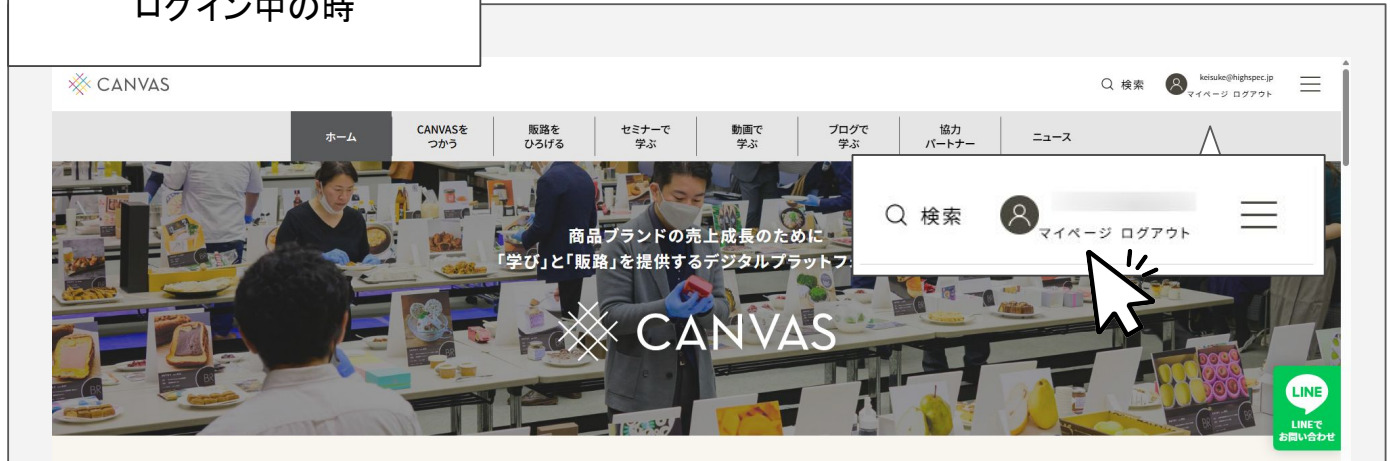 ログイン中の時
CANVAS
検索
keisuke@highspec.jp
マイページ ログアウト
ホーム
CANVASを
つかう
販路を
ひろげる
セミナーで
学ぶ
動画で
学ぶ
ブログで
学ぶ
協力
パートナー
ニュース
検索
マイページ ログアウト
商品ブランドの売上成長のために
「学び」と「販路」を提供するデジタルプラットフ
CANVAS
LINE
LINEで
お問い合わせ